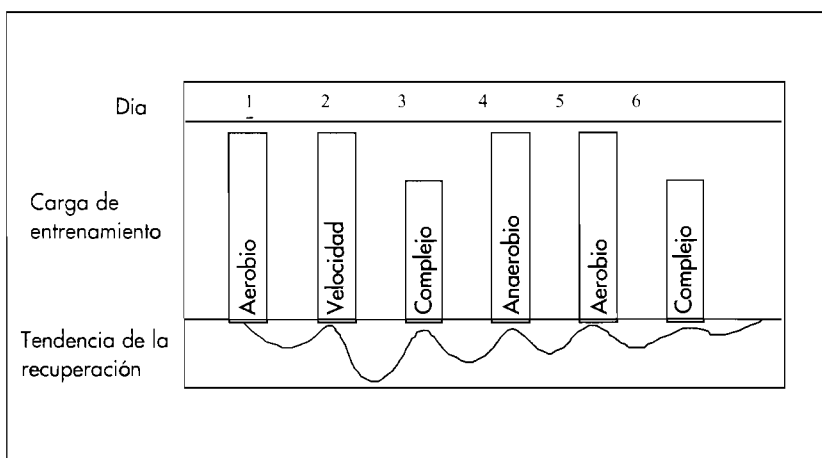 Dia 1 2 3 4 5 6
Carga de
entrenamiento
Aerobio
Velocidad
Complejo
Anaerobio
Aerobio
Complejo
Tendencia de la
recuperación